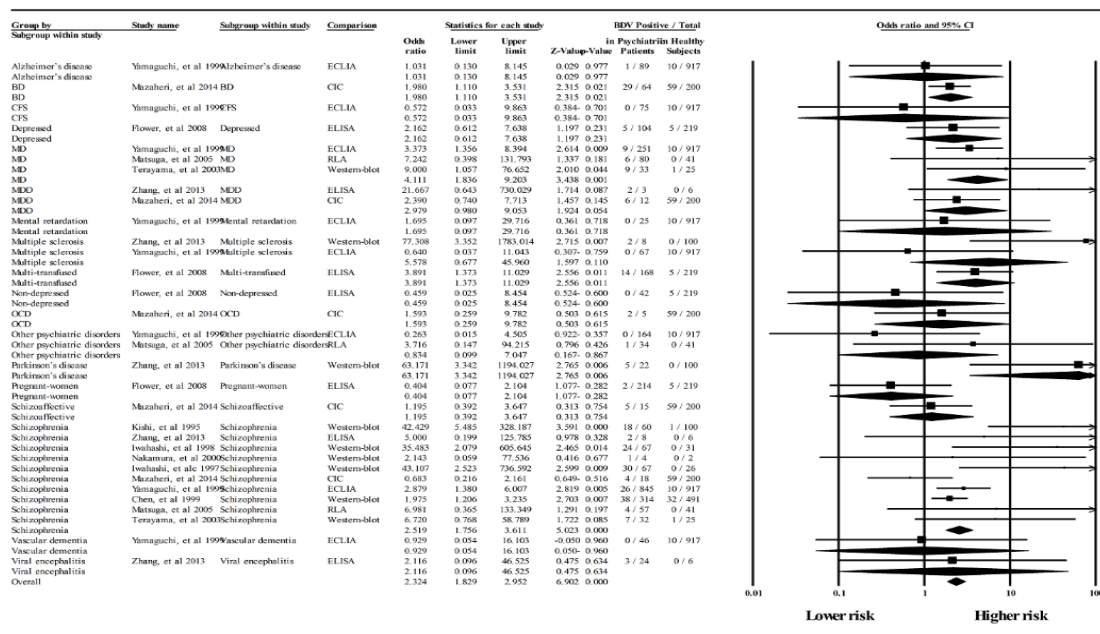 Group by Study name Subgroup within study Comparison Statistics for each study BDV Positive / Total Odds ratio and 95% CI
Subgroup within study
Odds ratio Lower limit Upper limit Z-Value p-Value in Psychiatric Patients in Healthy Subjects
Alzheimer's disease Yamaguchi, et al 1999 Alzheimer's disease ECLIA 1.031 0.130 8.145 0.029 0.977 1 / 89 10 / 917
Alzheimer's disease 1.031 0.130 8.145 0.029 0.977
BD Mazaheri, et al 2014 BD CIC 1.980 1.110 3.531 2.315 0.021 29 / 64 59 / 200
BD 1.980 1.110 3.531 2.315 0.021
CFS Yamaguchi, et al 1999 CFS ECLIA 0.572 0.033 9.863 0.384- 0.701 0 / 75 10 / 917
CFS 0.572 0.033 9.863 0.384- 0.701
Depressed Flower, et al 2008 Depressed ELISA 2.162 0.612 7.638 1.197 0.231 5 / 104 5 / 219
Depressed 2.162 0.612 7.638 1.197 0.231
MD Yamaguchi, et al 1999 MD ECLIA 3.373 1.356 8.394 2.614 0.009 9 / 251 10 / 917
MD Matsuga, et al 2005 MD RLA 7.242 0.398 131.793 1.337 0.181 6 / 80 0 / 41
MD Terayama, et al 2003 MD Western-blot 9.000 1.057 76.652 2.010 0.044 9 / 33 1 / 25
MD 4.111 1.836 9.203 3.438 0.001
MDD Zhang, et al 2013 MDD ELISA 21.667 0.643 730.029 1.714 0.087 2 / 3 0 / 6
MDD Mazaheri, et al 2014 MDD CIC 2.390 0.740 7.713 1.457 0.145 6 / 12 59 / 200
MDD 2.979 0.980 9.053 1.924 0.054
Mental retardation Yamaguchi, et al 1999 Mental retardation ECLIA 1.695 0.097 29.716 0.361 0.718 0 / 25 10 / 917
Mental retardation 1.695 0.097 29.716 0.361 0.718
Multiple sclerosis Zhang, et al 2013 Multiple sclerosis Western-blot 77.308 3.352 1783.014 2.715 0.007 2 / 8 0 / 100
Multiple sclerosis Yamaguchi, et al 1999 Multiple sclerosis ECLIA 0.640 0.037 11.043 0.307- 0.759 0 / 67 10 / 917
Multiple sclerosis 5.578 0.677 45.960 1.597 0.110
Multi-transfused Flower, et al 2008 Multi-transfused ELISA 3.891 1.373 11.029 2.556 0.011 14 / 168 5 / 219
Multi-transfused 3.891 1.373 11.029 2.556 0.011
Non-depressed Flower, et al 2008 Non-depressed ELISA 0.459 0.025 8.454 0.524- 0.600 0 / 42 5 / 219
Non-depressed 0.459 0.025 8.454 0.524- 0.600
OCD Mazaheri, et al 2014 OCD CIC 1.593 0.259 9.782 0.503 0.615 2 / 5 59 / 200
OCD 1.593 0.259 9.782 0.503 0.615
Other psychiatric disorders Yamaguchi, et al 1999 Other psychiatric disorders ECLIA 0.263 0.015 4.505 0.922- 0.357 0 / 164 10 / 917
Other psychiatric disorders Matsuga, et al 2005 Other psychiatric disorders RLA 3.716 0.147 94.215 0.796 0.426 1 / 34 0 / 41
Other psychiatric disorders 0.834 0.099 7.047 0.167- 0.867
Parkinson's disease Zhang, et al 2013 Parkinson's disease Western-blot 63.171 3.342 1194.027 2.765 0.006 5 / 22 0 / 100
Parkinson's disease 63.171 3.342 1194.027 2.765 0.006
Pregnant-women Flower, et al 2008 Pregnant-women ELISA 0.404 0.077 2.104 1.077- 0.282 2 / 214 5 / 219
Pregnant-women 0.404 0.077 2.104 1.077- 0.282
Schizoaffective Mazaheri, et al 2014 Schizoaffective CIC 1.195 0.392 3.647 0.313 0.754 5 / 15 59 / 200
Schizoaffective 1.195 0.392 3.647 0.313 0.754
Schizophrenia Kishi, et al 1995 Schizophrenia Western-blot 42.429 5.485 328.187 3.591 0.000 18 / 60 1 / 100
Schizophrenia Zhang, et al 2013 Schizophrenia ELISA 5.000 0.199 125.785 0.978 0.328 2 / 8 0 / 6
Schizophrenia Iwahashi, et al 1998 Schizophrenia Western-blot 35.483 2.079 605.645 2.465 0.014 24 / 67 0 / 31
Schizophrenia Nakamura, et al 2000 Schizophrenia Western-blot 2.143 0.059 77.536 0.416 0.677 1 / 4 0 / 2
Schizophrenia Iwahashi, et alc 1997 Schizophrenia Western-blot 43.107 2.523 736.592 2.599 0.009 30 / 67 0 / 26
Schizophrenia Mazaheri, et al 2014 Schizophrenia CIC 0.683 0.216 2.161 0.649- 0.516 4 / 18 59 / 200
Schizophrenia Yamaguchi, et al 1999 Schizophrenia ECLIA 2.879 1.380 6.007 2.819 0.005 26 / 845 10 / 917
Schizophrenia Chen, et al 1999 Schizophrenia Western-blot 1.975 1.206 3.235 2.703 0.007 38 / 314 32 / 491
Schizophrenia Matsuga, et al 2005 Schizophrenia RLA 6.981 0.365 133.349 1.291 0.197 4 / 57 0 / 41
Schizophrenia Terayama, et al 2003 Schizophrenia Western-blot 6.720 0.768 58.789 1.722 0.085 7 / 32 1 / 25
Schizophrenia 2.519 1.756 3.611 5.023 0.000
Vascular dementia Yamaguchi, et al 1999 Vascular dementia ECLIA 0.929 0.054 16.103 -0.050 0.960 0 / 46 10 / 917
Vascular dementia 0.929 0.054 16.103 0.050- 0.960
Viral encephalitis Zhang, et al 2013 Viral encephalitis ELISA 2.116 0.096 46.525 0.475 0.634 3 / 24 0 / 6
Viral encephalitis 2.116 0.096 46.525 0.475 0.634
Overall 2.324 1.829 2.952 6.902 0.000
0.01 0.1 1 10 100
Lower risk Higher risk